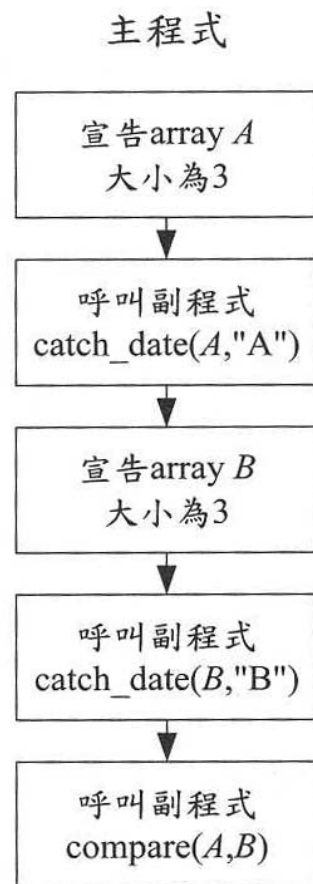 主程式
宣告array A
大小為3
呼叫副程式
catch_date(A,"A")
宣告array B
大小為3
呼叫副程式
catch_date(B,"B")
呼叫副程式
compare(A,B)